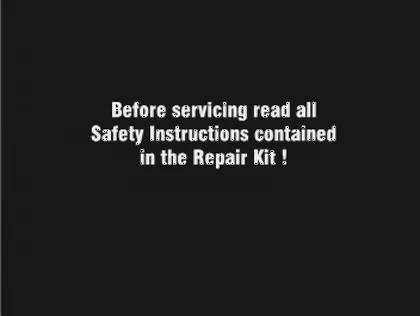 Before servicing read all
Safety Instructions contained
in the Repair Kit !